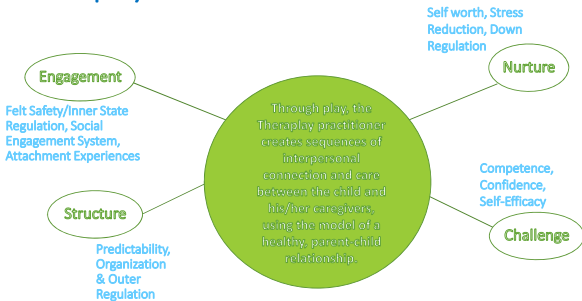 Self worth, Stress
Reduction, Down
Regulation
Engagement
Nurture
Felt Safety/Inner State
Regulation, Social
Engagement System,
Attachment Experiences
Through play, the
Theraplay practitioner
creates sequences of
interpersonal
connection and care
between the child and
his/her caregivers,
using the model of a
healthy, parent-child
relationship.
Competence,
Confidence,
Self-Efficacy
Structure
Challenge
Predictability,
Organization
& Outer
Regulation